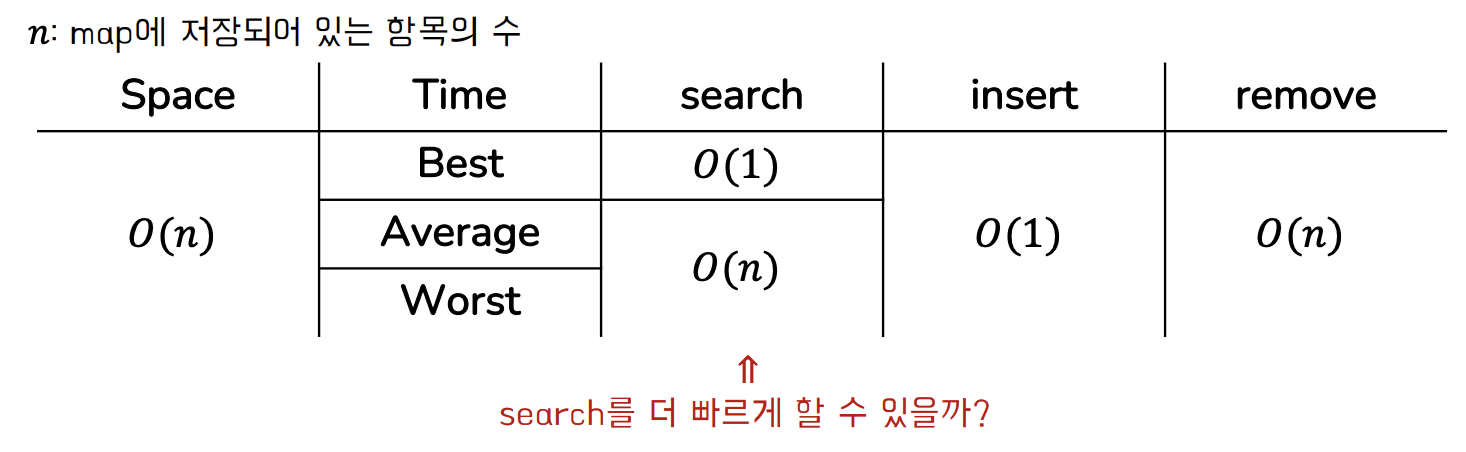 n: map에 저장되어 있는 항목의 수
Space Time search insert remove
Best O(1)
O(n) Average O(n) O(1) O(n)
Worst
⇑
search를 더 빠르게 할 수 있을까?